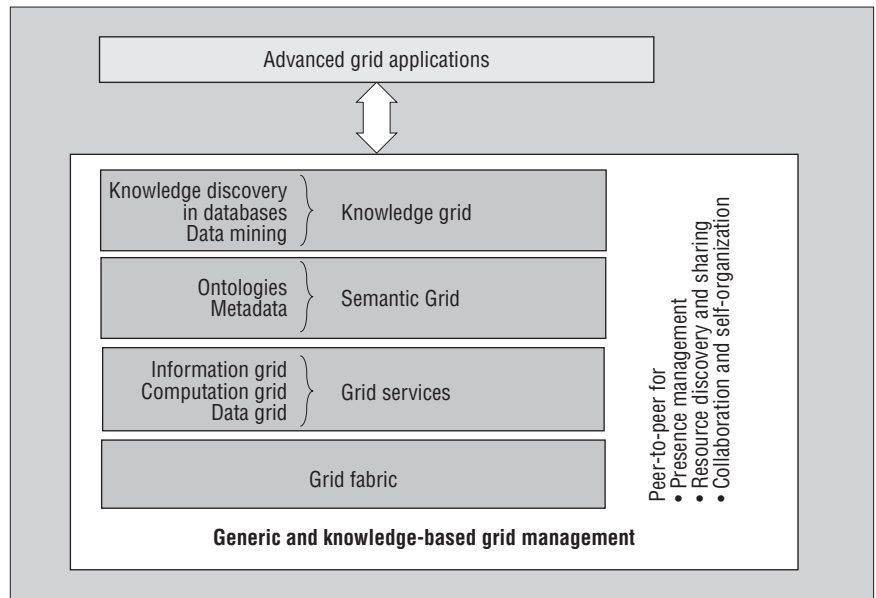 Advanced grid applications
Knowledge discovery
in databases
Data mining
Knowledge grid
Ontologies
Metadata
Semantic Grid
Information grid
Computation grid
Data grid
Grid services
Grid fabric
Generic and knowledge-based grid management
Peer-to-peer for
• Presence management
• Resource discovery and sharing
• Collaboration and self-organization